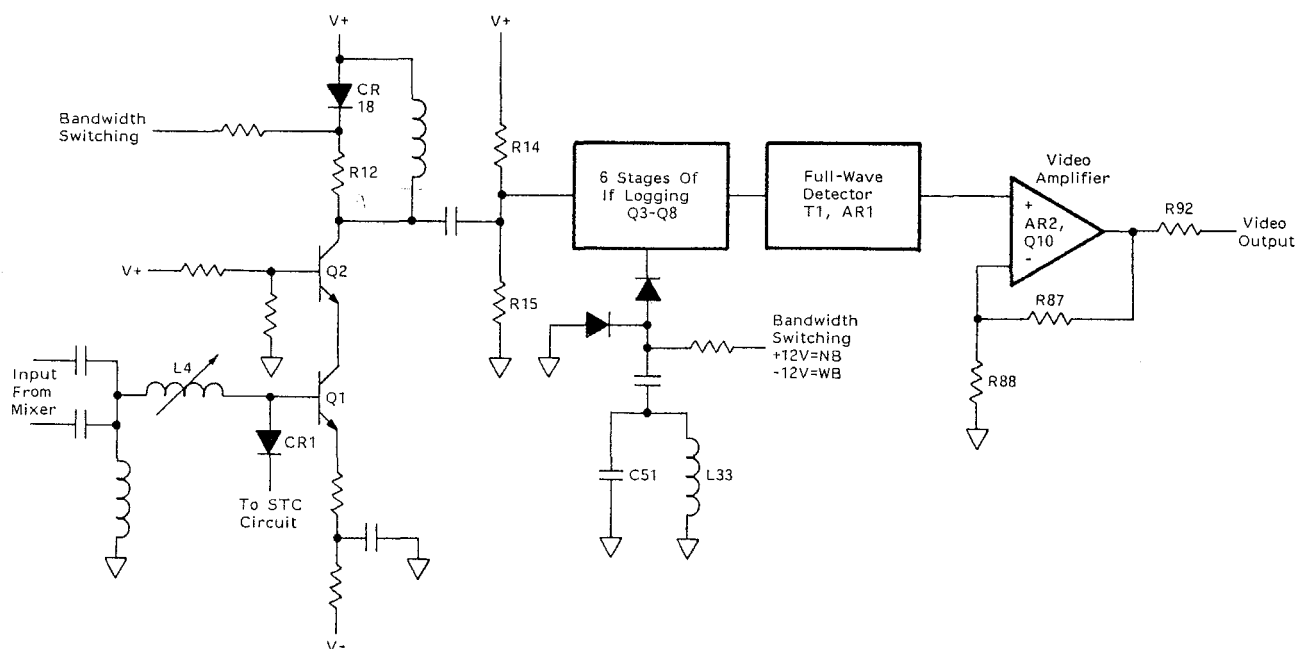 V+
V+
CR
18
Bandwidth
Switching
R12
R14
6 Stages Of
If Logging
Q3-Q8
Full-Wave
Detector
T1, AR1
Video
Amplifier
+
AR2,
Q10
-
R92
Video
Output
V+
Q2
R15
R87
Bandwidth
Switching
+12V=NB
-12V=WB
R88
L4
Input
From
Mixer
Q1
CR1
To STC
Circuit
C51
L33
V-